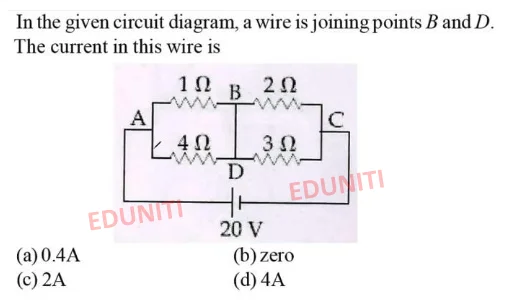 In the given circuit diagram, a wire is joining points B and D.
The current in this wire is
1 Ω B 2 Ω
A C
4 Ω 3 Ω
D
EDUNITI
EDUNITI
20 V
(a) 0.4A (b) zero
(c) 2A (d) 4A